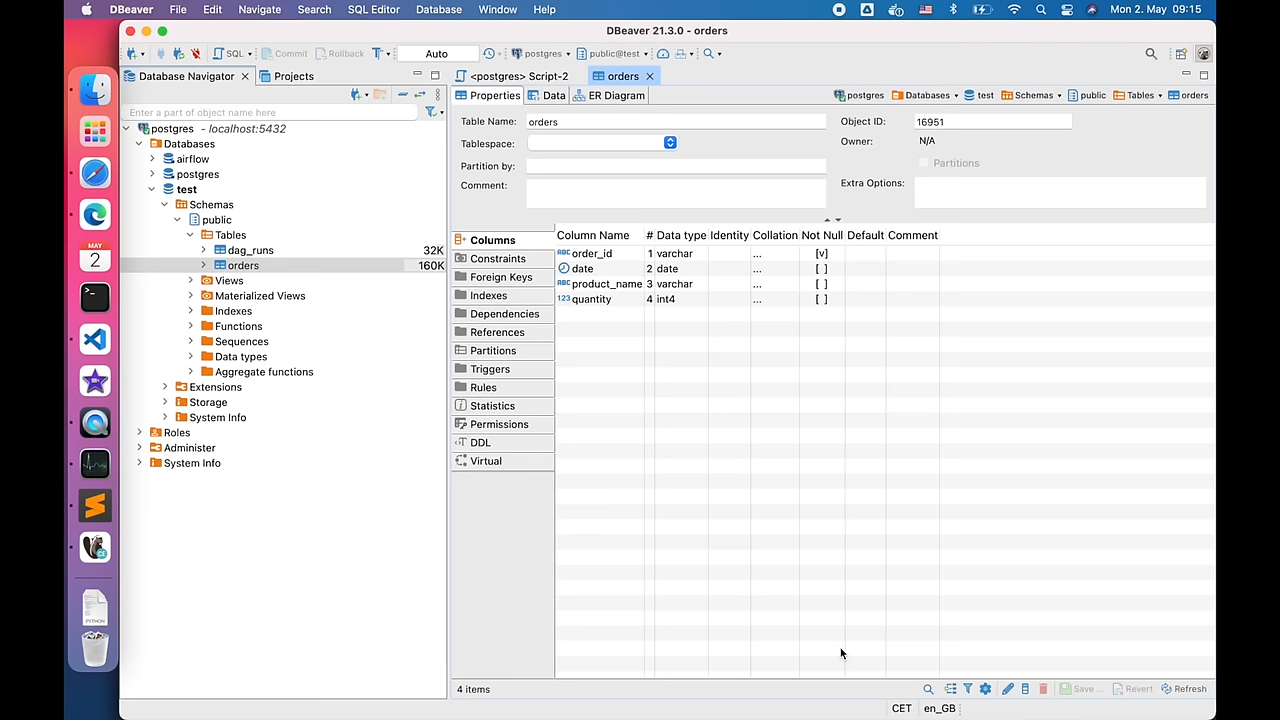 DBeaver File Edit Navigate Search SQL Editor Database Window Help Mon 2. May 09:15
DBeaver 21.3.0 - orders
SQL Commit Rollback T Auto postgres public@test
Database Navigator Projects
Enter a part of object name here
postgres - localhost:5432
Databases
airflow
postgres
test
Schemas
public
Tables
dag_runs 32K
orders 160K
Views
Materialized Views
Indexes
Functions
Sequences
Data types
Aggregate functions
Extensions
Storage
System Info
Roles
Administer
System Info
<postgres> Script-2 orders
Properties Data ER Diagram postgres Databases test Schemas public Tables orders
Table Name: orders Object ID: 16951
Tablespace: Owner: N/A
Partition by: Partitions
Comment: Extra Options:
Columns
Constraints
Foreign Keys
Indexes
Dependencies
References
Partitions
Triggers
Rules
Statistics
Permissions
DDL
Virtual
Column Name # Data type Identity Collation Not Null Default Comment
ABC order_id 1 varchar ... [v]
date 2 date ... [ ]
ABC product_name 3 varchar ... [ ]
123 quantity 4 int4 ... [ ]
4 items Save ... Revert Refresh
CET en_GB
MAY
2
PYTHON